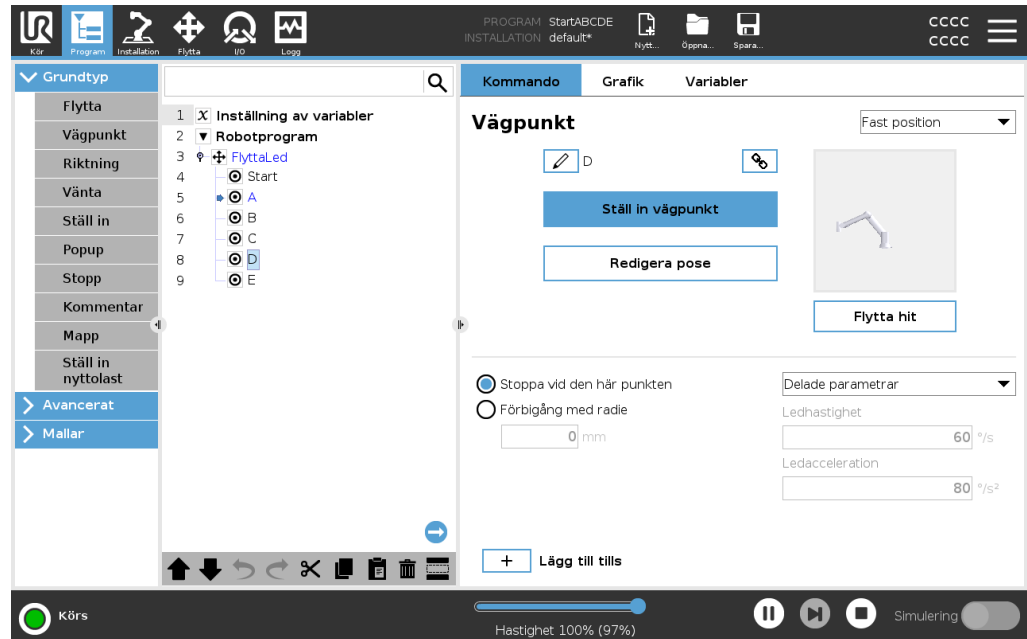 UR
PROGRAM StartABCDE
INSTALLATION default*
CCCC
CCCC
Kör Program Installation Flytta I/O Logg Nytt... Öppna... Spara...
Grundtyp
Flytta
Vägpunkt
Riktning
Vänta
Ställ in
Popup
Stopp
Kommentar
Mapp
Ställ in
nyttolast
Avancerat
Mallar
1 X Inställning av variabler
2 Robotprogram
3 FlyttaLed
4 Start
5 A
6 B
7 C
8 D
9 E
Kommando Grafik Variabler
Vägpunkt
Fast position
D
Ställ in vägpunkt
Redigera pose
Flytta hit
Stoppa vid den här punkten
Förbigång med radie
0 mm
Delade parametrar
Ledhastighet
60 °/s
Ledacceleration
80 °/s²
+ Lägg till tills
Körs
Hastighet 100% (97%)
Simulering